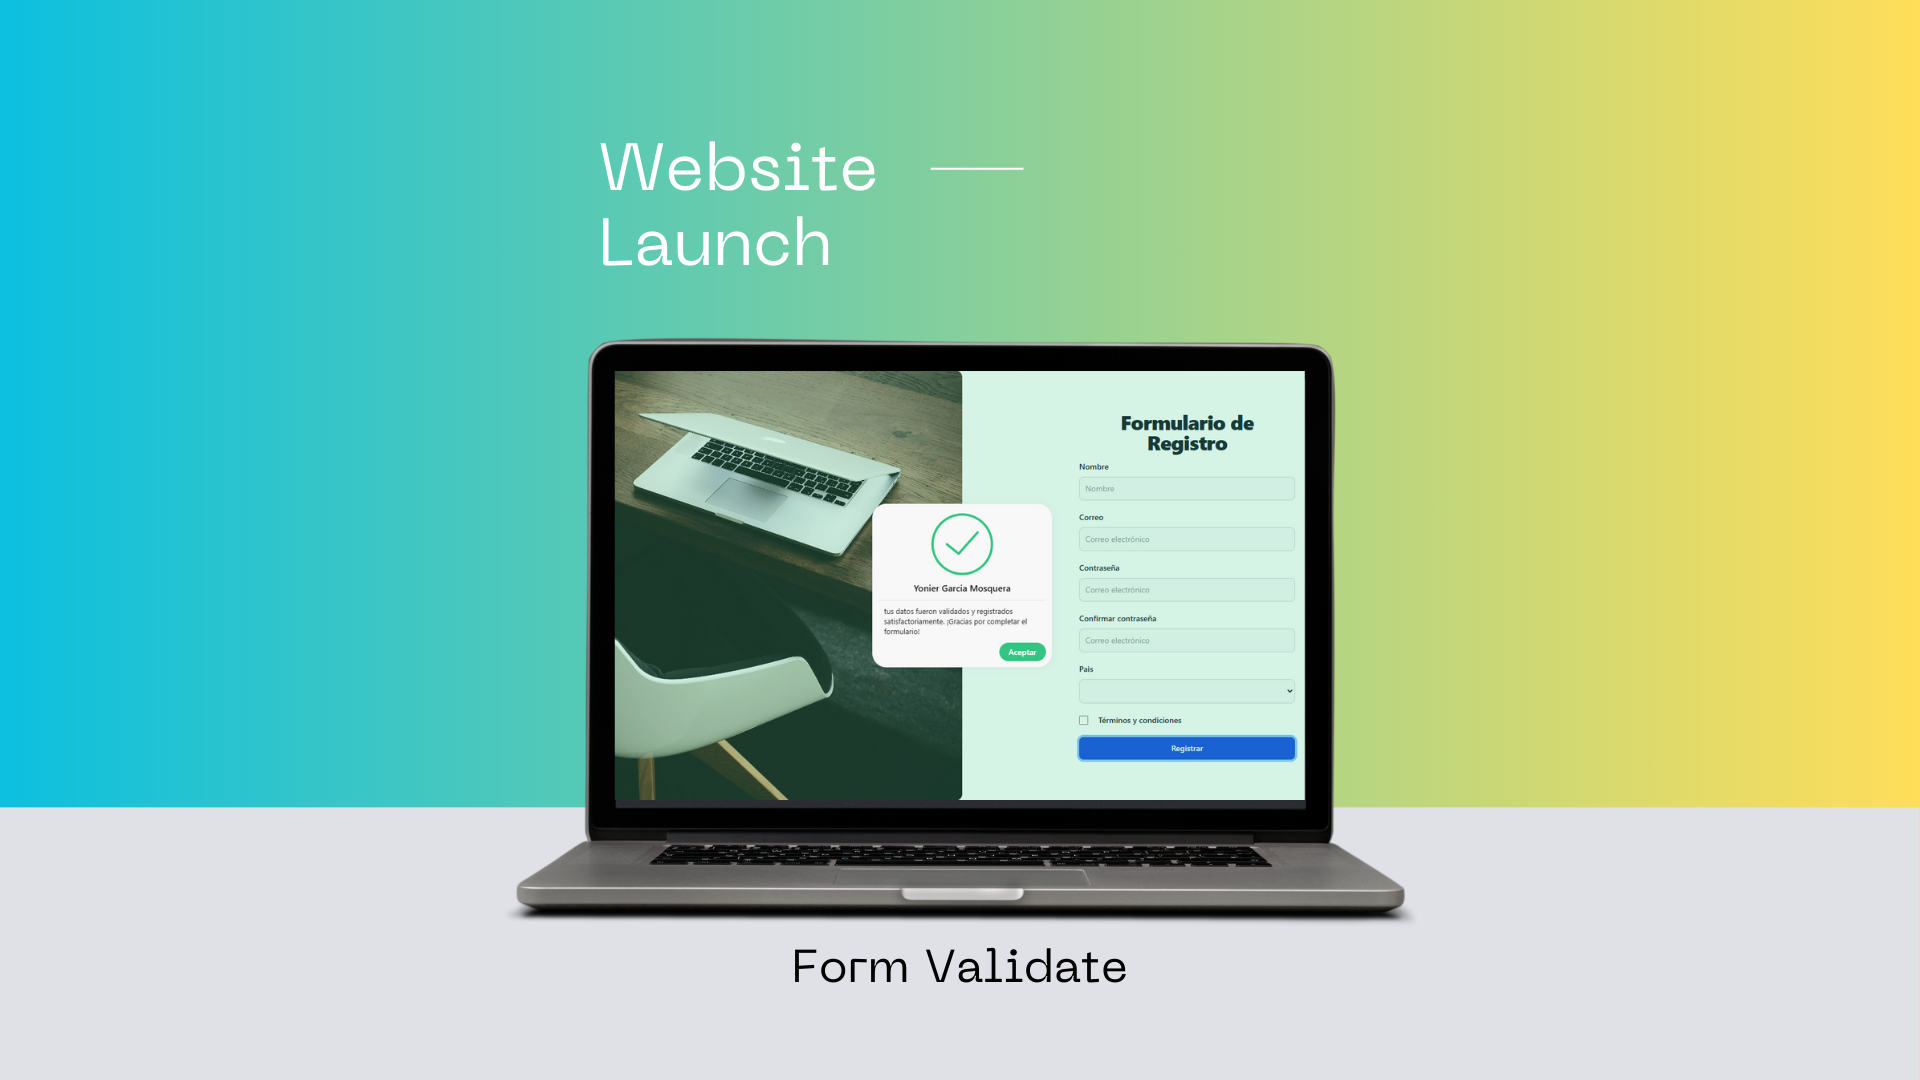 Website
Launch
Formulario de
Registro
Nombre
Nombre
Correo
Correo electrónico
Contraseña
Correo electrónico
Confirmar contraseña
Correo electrónico
Pais
Términos y condiciones
Registrar
Yonier Garcia Mosquera
tus datos fueron validados y registrados
satisfactoriamente. ¡Gracias por completar el
formulario!
Aceptar
Form Validate